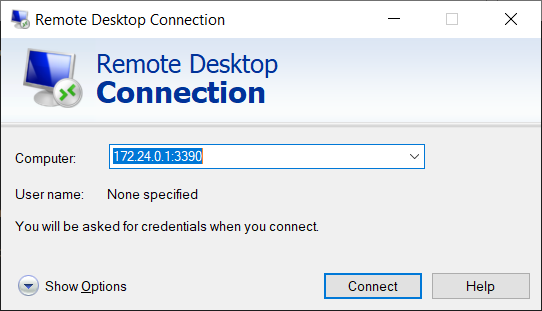 Remote Desktop Connection
Remote Desktop
Connection
Computer: 172.24.0.1:3390
User name: None specified
You will be asked for credentials when you connect.
Show Options Connect Help